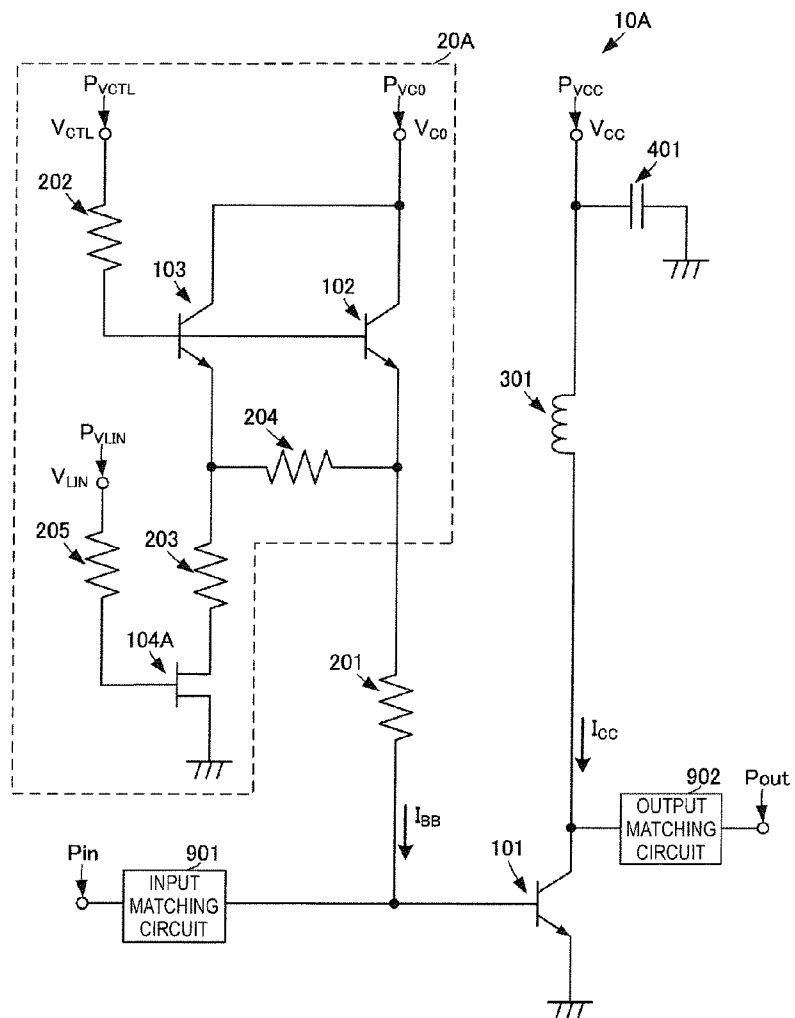 10A
20A
PVCTL
VCTL
PVC0
VC0
PVCC
VCC
401
202
103
102
301
PVLIN
VLIN
204
205
203
104A
201
ICC
902
Pout
OUTPUT
MATCHING
CIRCUIT
IBB
Pin
901
INPUT
MATCHING
CIRCUIT
101